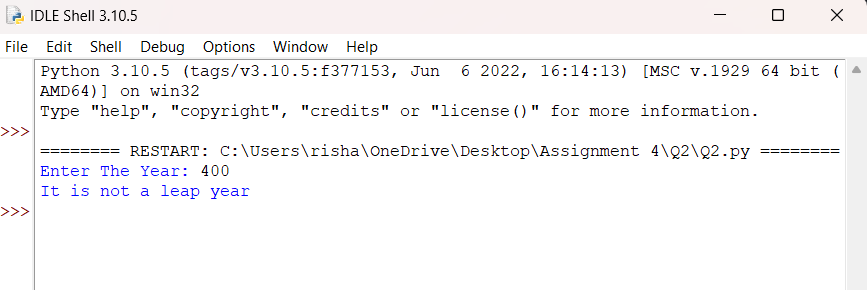 IDLE Shell 3.10.5
File Edit Shell Debug Options Window Help
Python 3.10.5 (tags/v3.10.5:f377153, Jun  6 2022, 16:14:13) [MSC v.1929 64 bit (
AMD64)] on win32
Type "help", "copyright", "credits" or "license()" for more information.
>>>
======== RESTART: C:\Users\risha\OneDrive\Desktop\Assignment 4\Q2\Q2.py ========
Enter The Year: 400
It is not a leap year
>>>